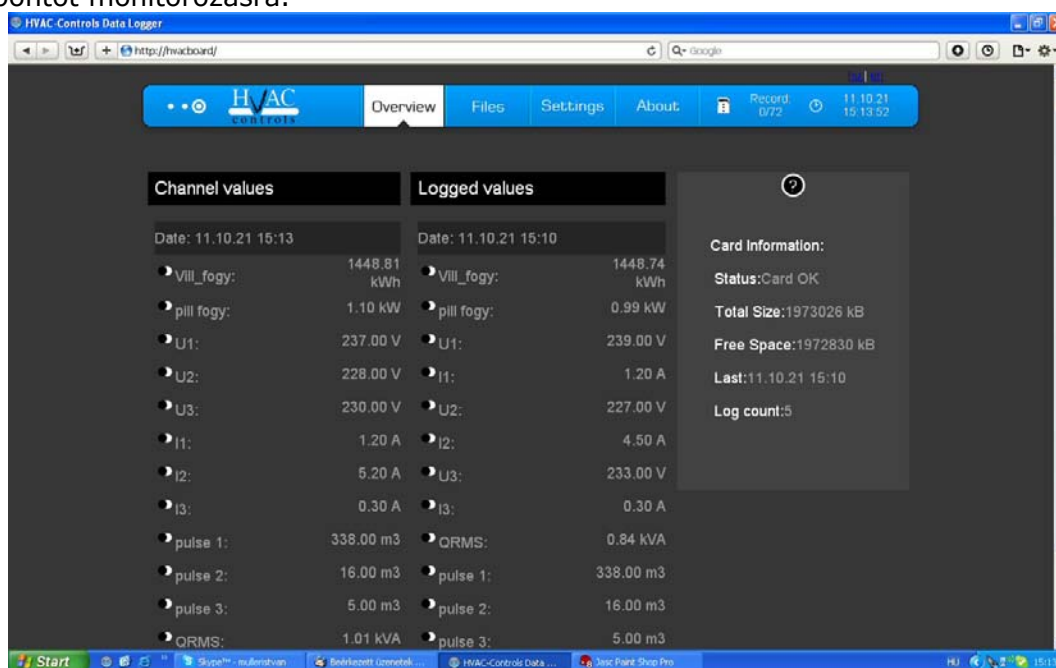 pontot monitorozásra.
HVAC-Controls Data Logger
http://hvacboard/
Google
HVAC controls
Overview
Files
Settings
About
Record: 0/72
11.10.21 15:13:52
Channel values
Date: 11.10.21 15:13
Vill_fogy: 1448.81 kWh
pill fogy: 1.10 kW
U1: 237.00 V
U2: 228.00 V
U3: 230.00 V
I1: 1.20 A
I2: 5.20 A
I3: 0.30 A
pulse 1: 338.00 m3
pulse 2: 16.00 m3
pulse 3: 5.00 m3
QRMS: 1.01 kVA
Logged values
Date: 11.10.21 15:10
Vill_fogy: 1448.74 kWh
pill fogy: 0.99 kW
U1: 239.00 V
I1: 1.20 A
U2: 227.00 V
I2: 4.50 A
U3: 233.00 V
I3: 0.30 A
QRMS: 0.84 kVA
pulse 1: 338.00 m3
pulse 2: 16.00 m3
pulse 3: 5.00 m3
?
Card Information:
Status:Card OK
Total Size:1973026 kB
Free Space:1972830 kB
Last:11.10.21 15:10
Log count:5
Start
Skype™ - mulleristvan
Beérkezett üzenetek ...
HVAC-Controls Data ...
Jasc Paint Shop Pro
HU